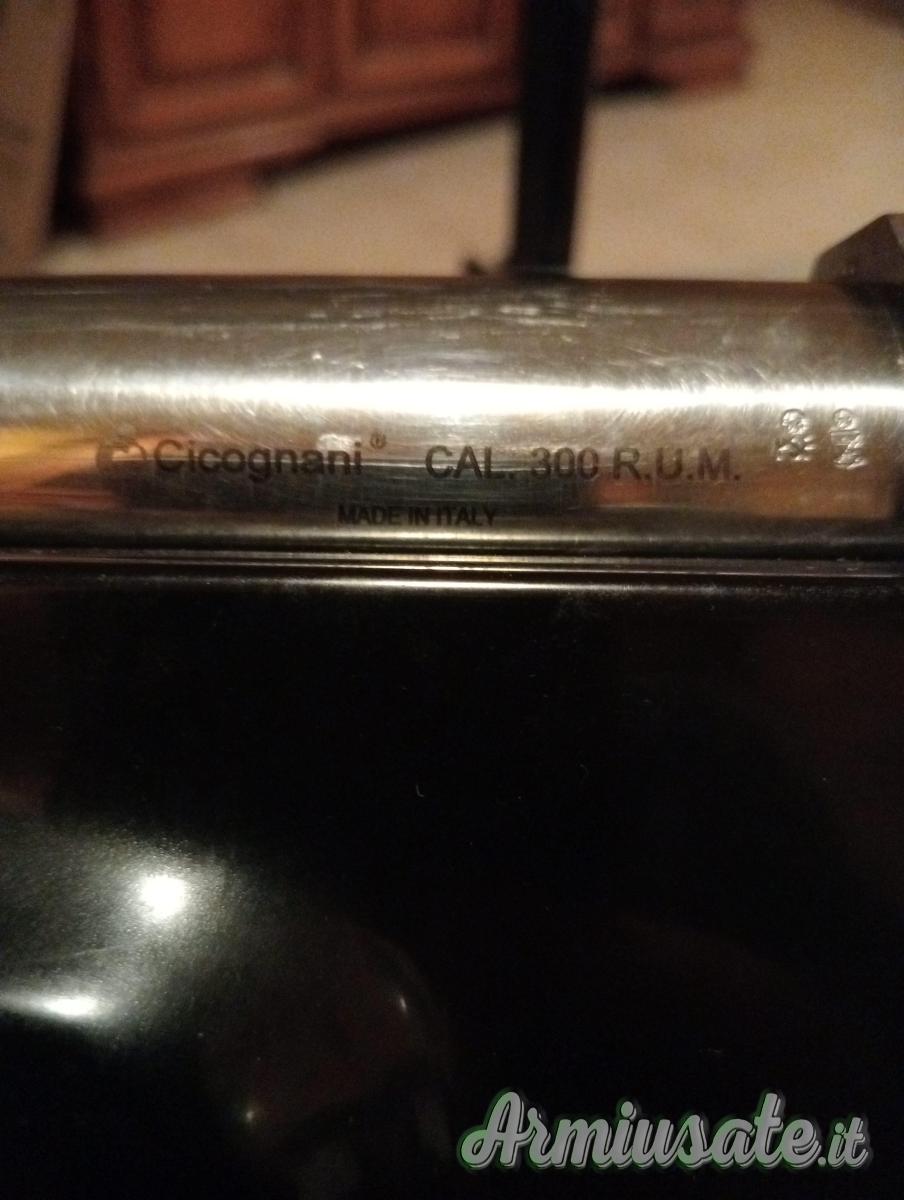 Cicognani® CAL. 300 R.U.M.
MADE IN ITALY
Armiusate.it